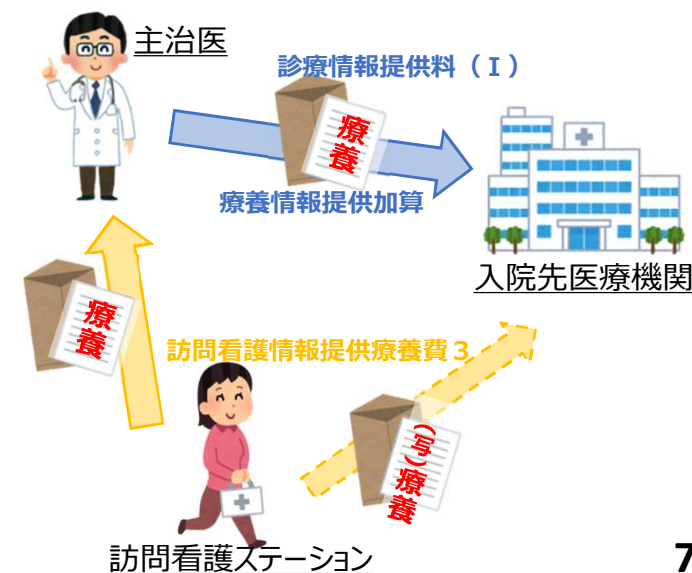 主治医
診療情報提供料（Ⅰ）
療養
療養情報提供加算
入院先医療機関
療養
訪問看護情報提供療養費３
（写）療養
訪問看護ステーション
7